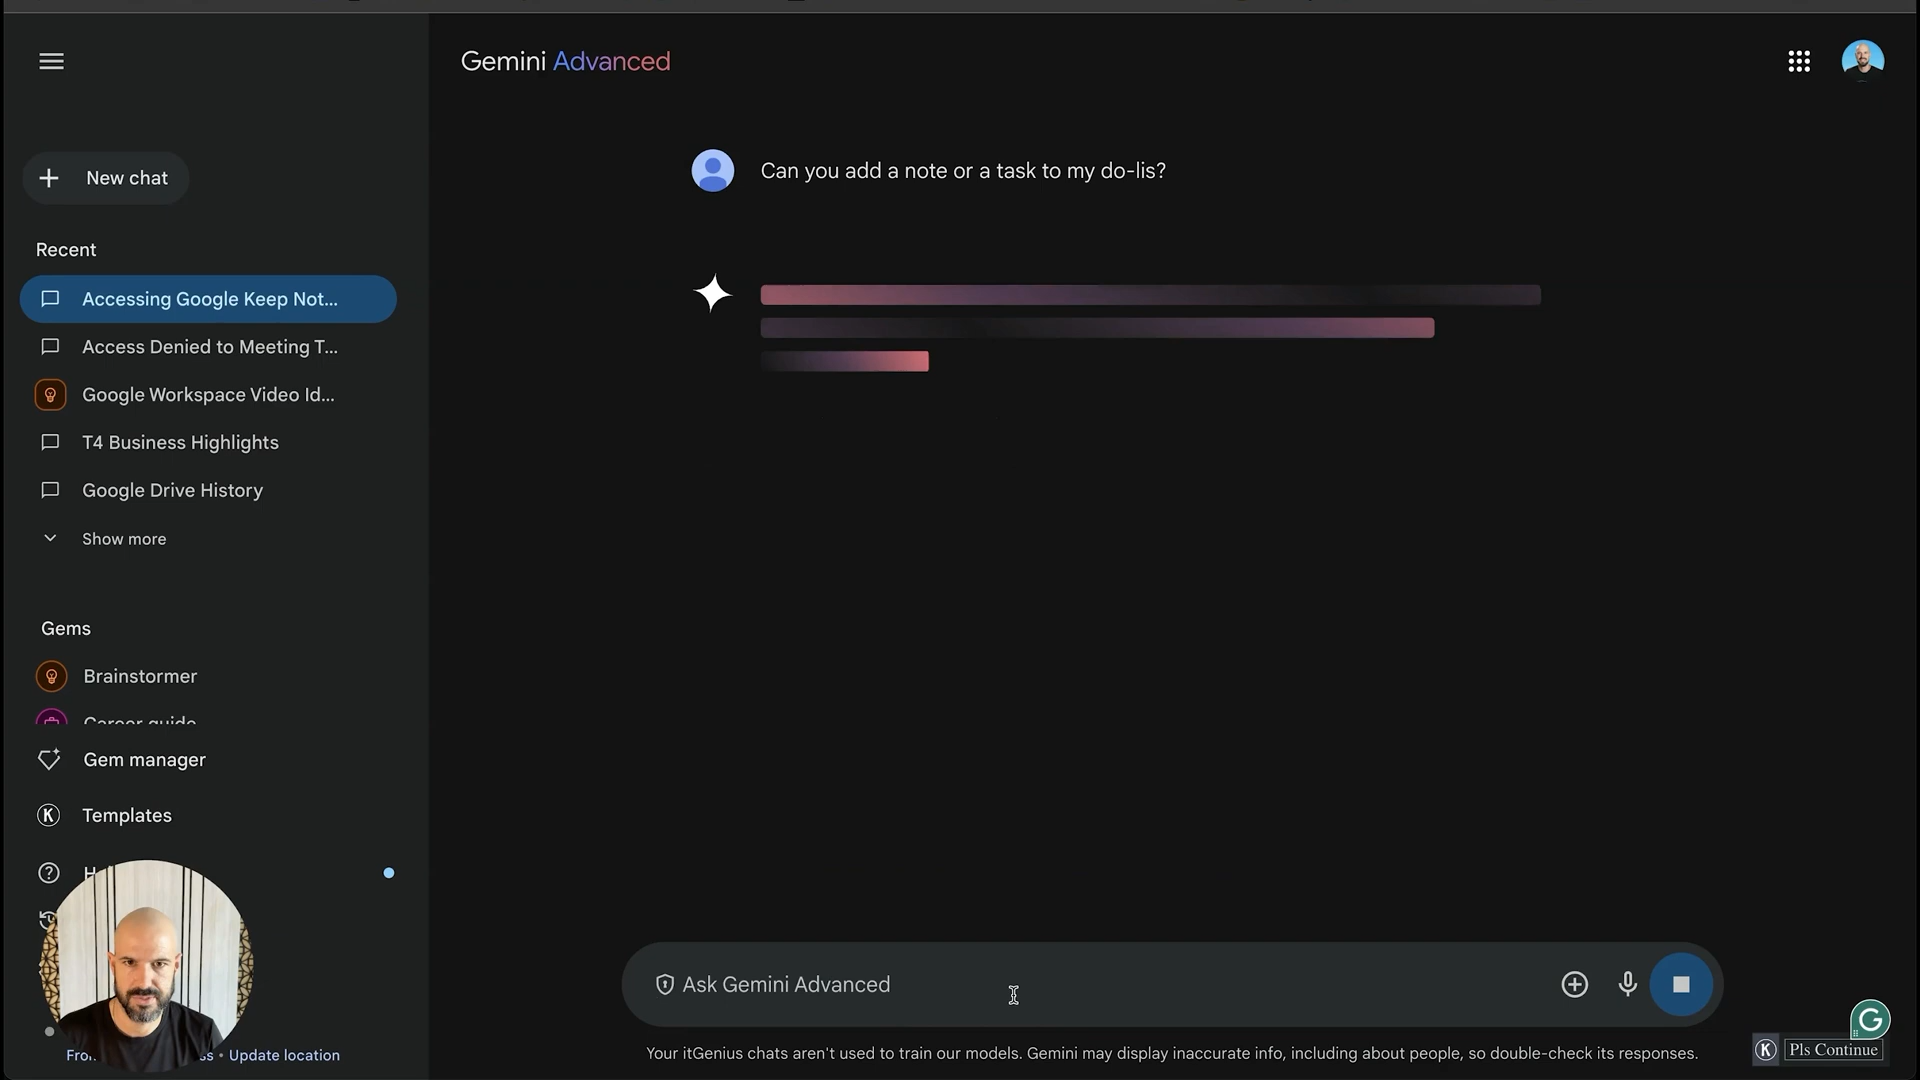 Gemini Advanced
New chat
Recent
Accessing Google Keep Not...
Access Denied to Meeting T...
Google Workspace Video Id...
T4 Business Highlights
Google Drive History
Show more
Gems
Brainstormer
Career guide
Gem manager
Templates
Update location
Can you add a note or a task to my do-lis?
Ask Gemini Advanced
Your itGenius chats aren't used to train our models. Gemini may display inaccurate info, including about people, so double-check its responses.
Pls Continue